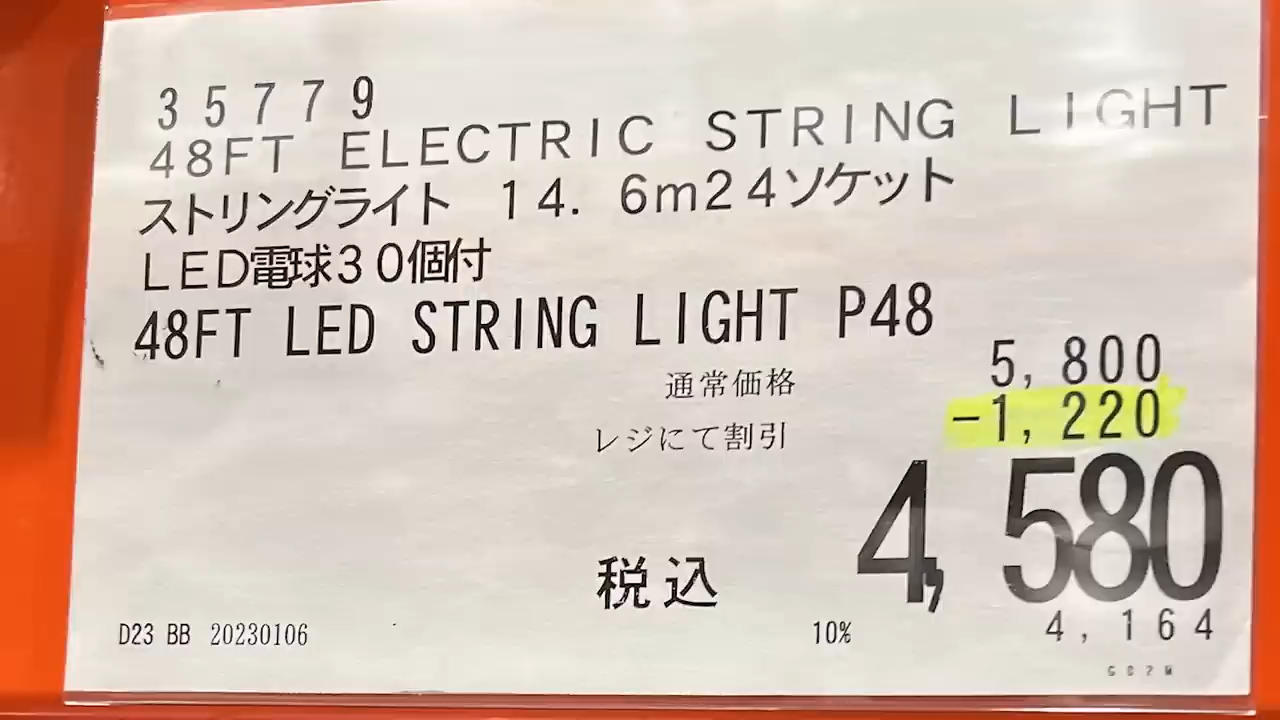 35779
48FT ELECTRIC STRING LIGHT
ストリングライト 14.6m24ソケット
LED電球30個付
48FT LED STRING LIGHT P48
通常価格 5,800
レジにて割引 -1,220
税込 4,580
D23 BB 20230106 10% 4,164